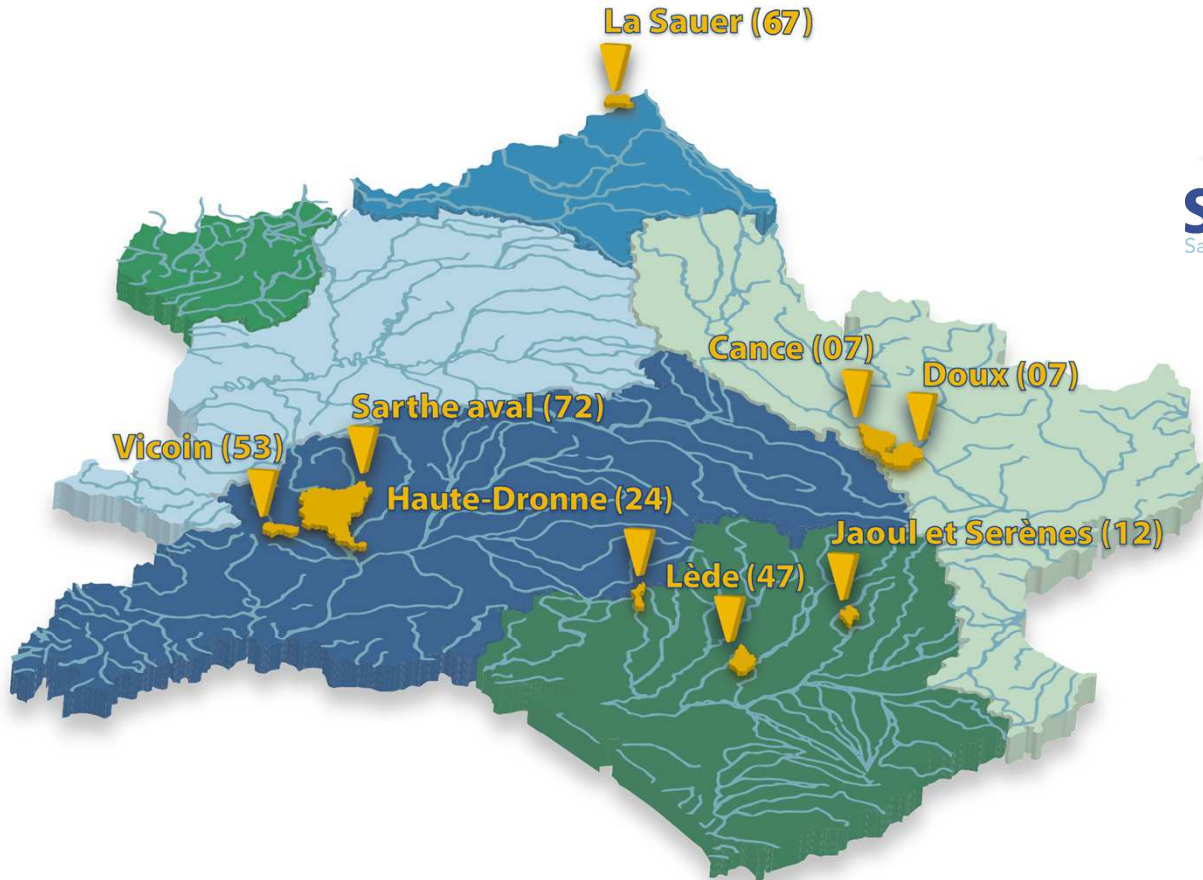 La Sauer (67)
S
Sa
Cance (07)
Doux (07)
Sarthe aval (72)
Vicoin (53)
Haute-Dronne (24)
Jaoul et Serènes (12)
Lède (47)